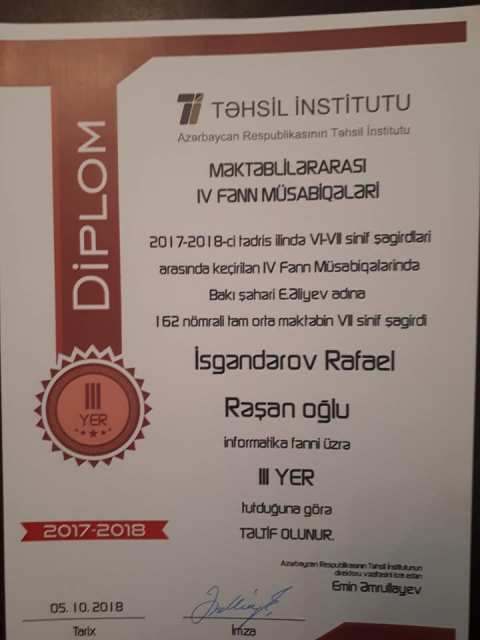 DİPLOM
Ti TƏHSİL İNSTİTUTU
Azərbaycan Respublikasının Təhsil İnstitutu
MƏKTƏBLİLƏRARASI
IV FƏNN MÜSABİQƏLƏRİ
2017-2018-ci tədris ilində VI-VII sinif şagirdləri
arasında keçirilən IV Fənn Müsabiqələrində
Bakı şəhəri E.Əliyev adına
162 nömrəli tam orta məktəbin VII sinif şagirdi
İsgəndərov Rafael
Rəşan oğlu
informatika fənni üzrə
III YER
tutduğuna görə
TƏLTİF OLUNUR.
III
YER
2017-2018
Azərbaycan Respublikasının Təhsil İnstitutunun
direktoru vəzifəsini icra edən
Emin Əmrullayev
05.10.2018
Tarix
İmza